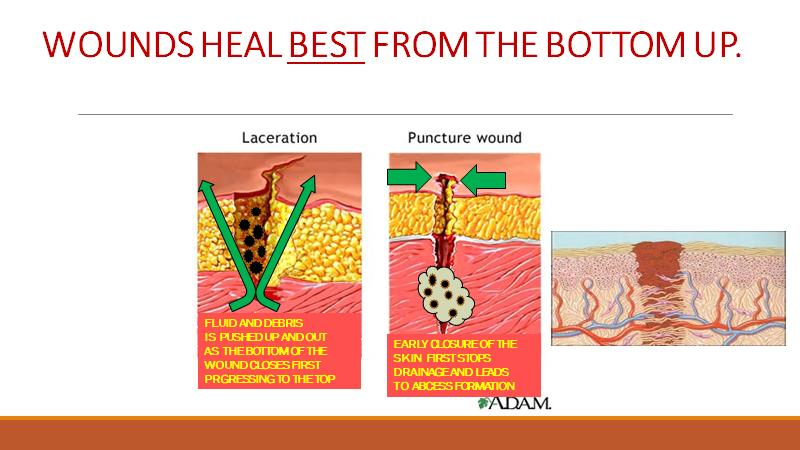 WOUNDS HEAL BEST FROM THE BOTTOM UP.
Laceration
Puncture wound
FLUID AND DEBRIS
IS PUSHED UP AND OUT
AS THE BOTTOM OF THE
WOUND CLOSES FIRST
PRGRESSING TO THE TOP
EARLY CLOSURE OF THE
SKIN FIRST STOPS
DRAINAGE AND LEADS
TO ABCESS FORMATION
A.D.A.M.